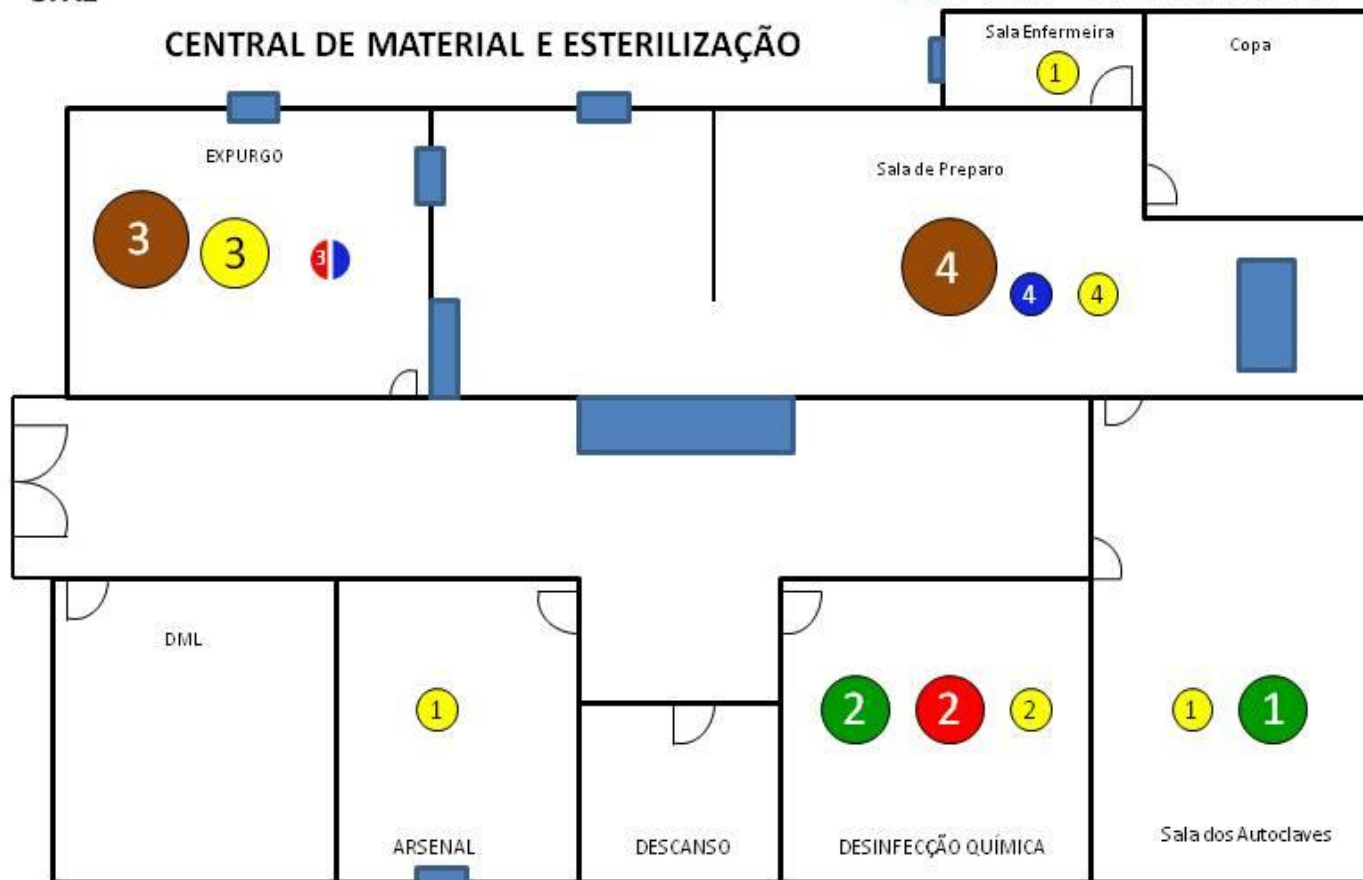 CENTRAL DE MATERIAL E ESTERILIZAÇÃO
Sala Enfermeira
Copa
1
EXPURGO
Sala de Preparo
3
3
3
4
4
4
DML
1
2
2
2
1
1
ARSENAL
DESCANSO
DESINFECÇÃO QUÍMICA
Sala dos Autoclaves